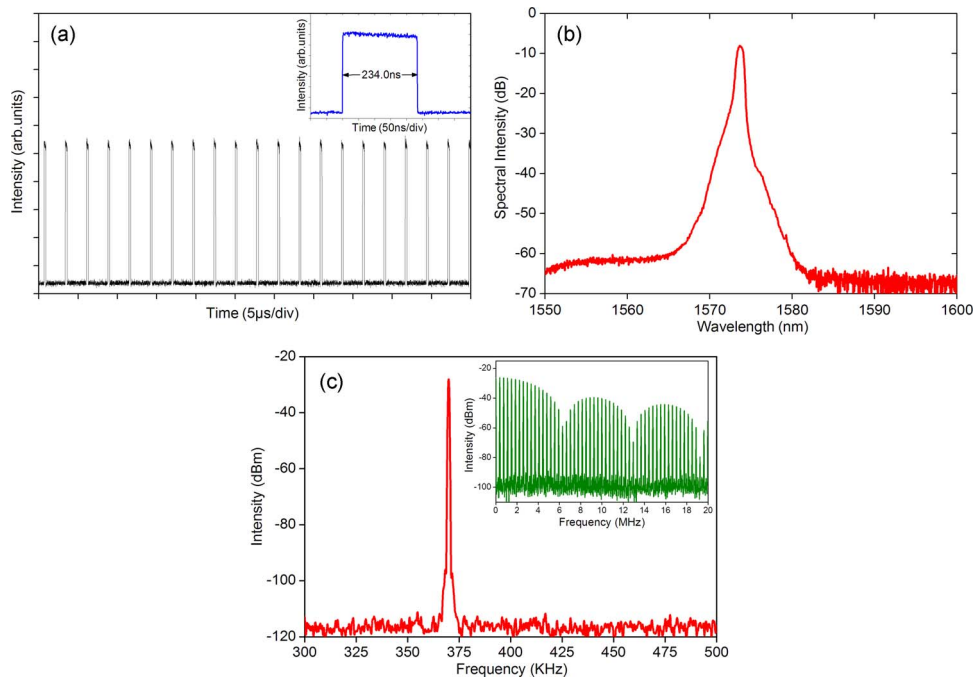 (a)
Intensity (arb.units)
Time (5μs/div)
Intensity (arb.units)
234.0ns
Time (50ns/div)
(b)
Spectral Intensity (dB)
0
-10
-20
-30
-40
-50
-60
-70
1550 1560 1570 1580 1590 1600
Wavelength (nm)
(c)
Intensity (dBm)
-20
-40
-60
-80
-100
-120
300 325 350 375 400 425 450 475 500
Frequency (KHz)
Intensity (dBm)
-20
-40
-60
-80
-100
0 2 4 6 8 10 12 14 16 18 20
Frequency (MHz)